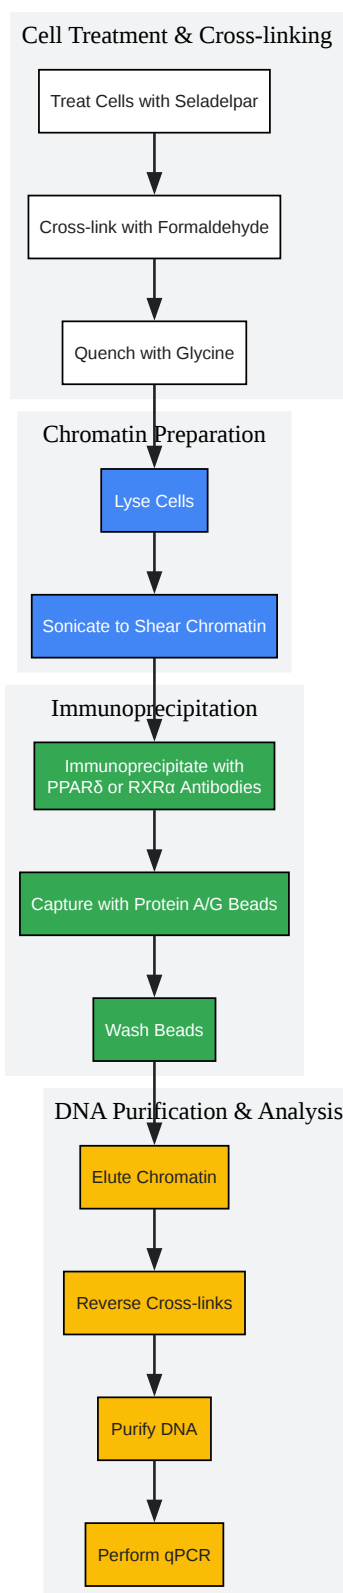 Cell Treatment & Cross-linking
Treat Cells with Seladelpar
Cross-link with Formaldehyde
Quench with Glycine
Chromatin Preparation
Lyse Cells
Sonicate to Shear Chromatin
Immunoprecipitation
Immunoprecipitate with
PPARδ or RXRα Antibodies
Capture with Protein A/G Beads
Wash Beads
DNA Purification & Analysis
Elute Chromatin
Reverse Cross-links
Purify DNA
Perform qPCR